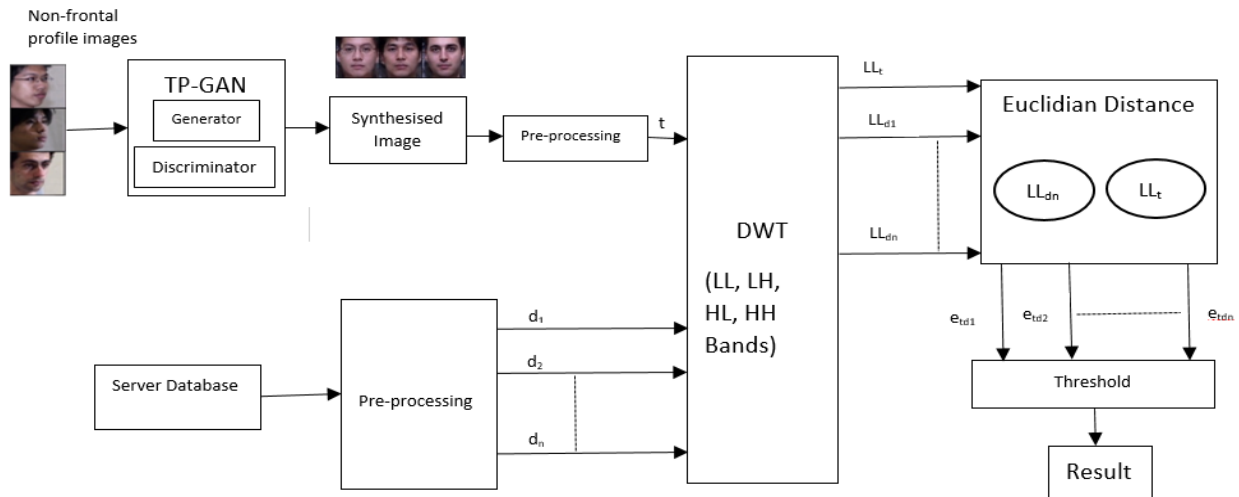 Non-frontal
profile images
TP-GAN
Generator
Discriminator
Synthesised
Image
Pre-processing
t
DWT
(LL, LH,
HL, HH
Bands)
LLt
LLd1
LLdn
Euclidian Distance
LLdn
LLt
etd1
etd2
etdn
Threshold
Result
Server Database
Pre-processing
d1
d2
dn